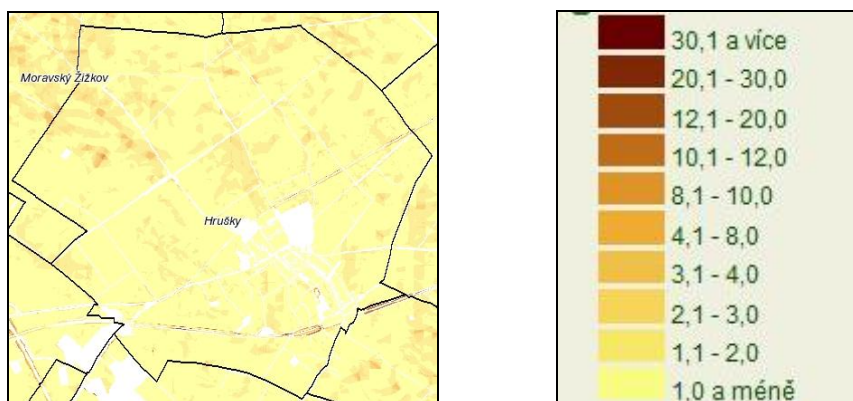 Moravský Žižkov
Hrušky
30,1 a více
20,1 - 30,0
12,1 - 20,0
10,1 - 12,0
8,1 - 10,0
4,1 - 8,0
3,1 - 4,0
2,1 - 3,0
1,1 - 2,0
1,0 a méně